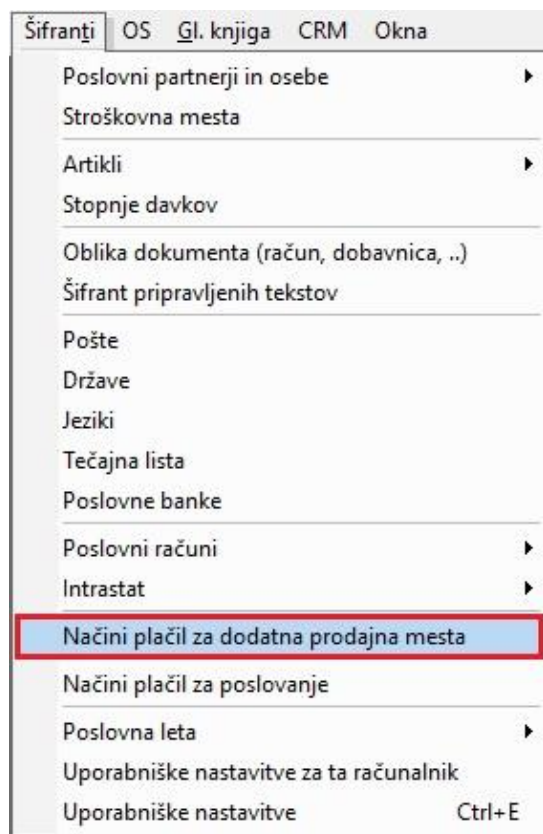 Šifranti OS Gl. knjiga CRM Okna
Poslovni partnerji in osebe
Stroškovna mesta
Artikli
Stopnje davkov
Oblika dokumenta (račun, dobavnica, ..)
Šifrant pripravljenih tekstov
Pošte
Države
Jeziki
Tečajna lista
Poslovne banke
Poslovni računi
Intrastat
Načini plačil za dodatna prodajna mesta
Načini plačil za poslovanje
Poslovna leta
Uporabniške nastavitve za ta računalnik
Uporabniške nastavitve Ctrl+E